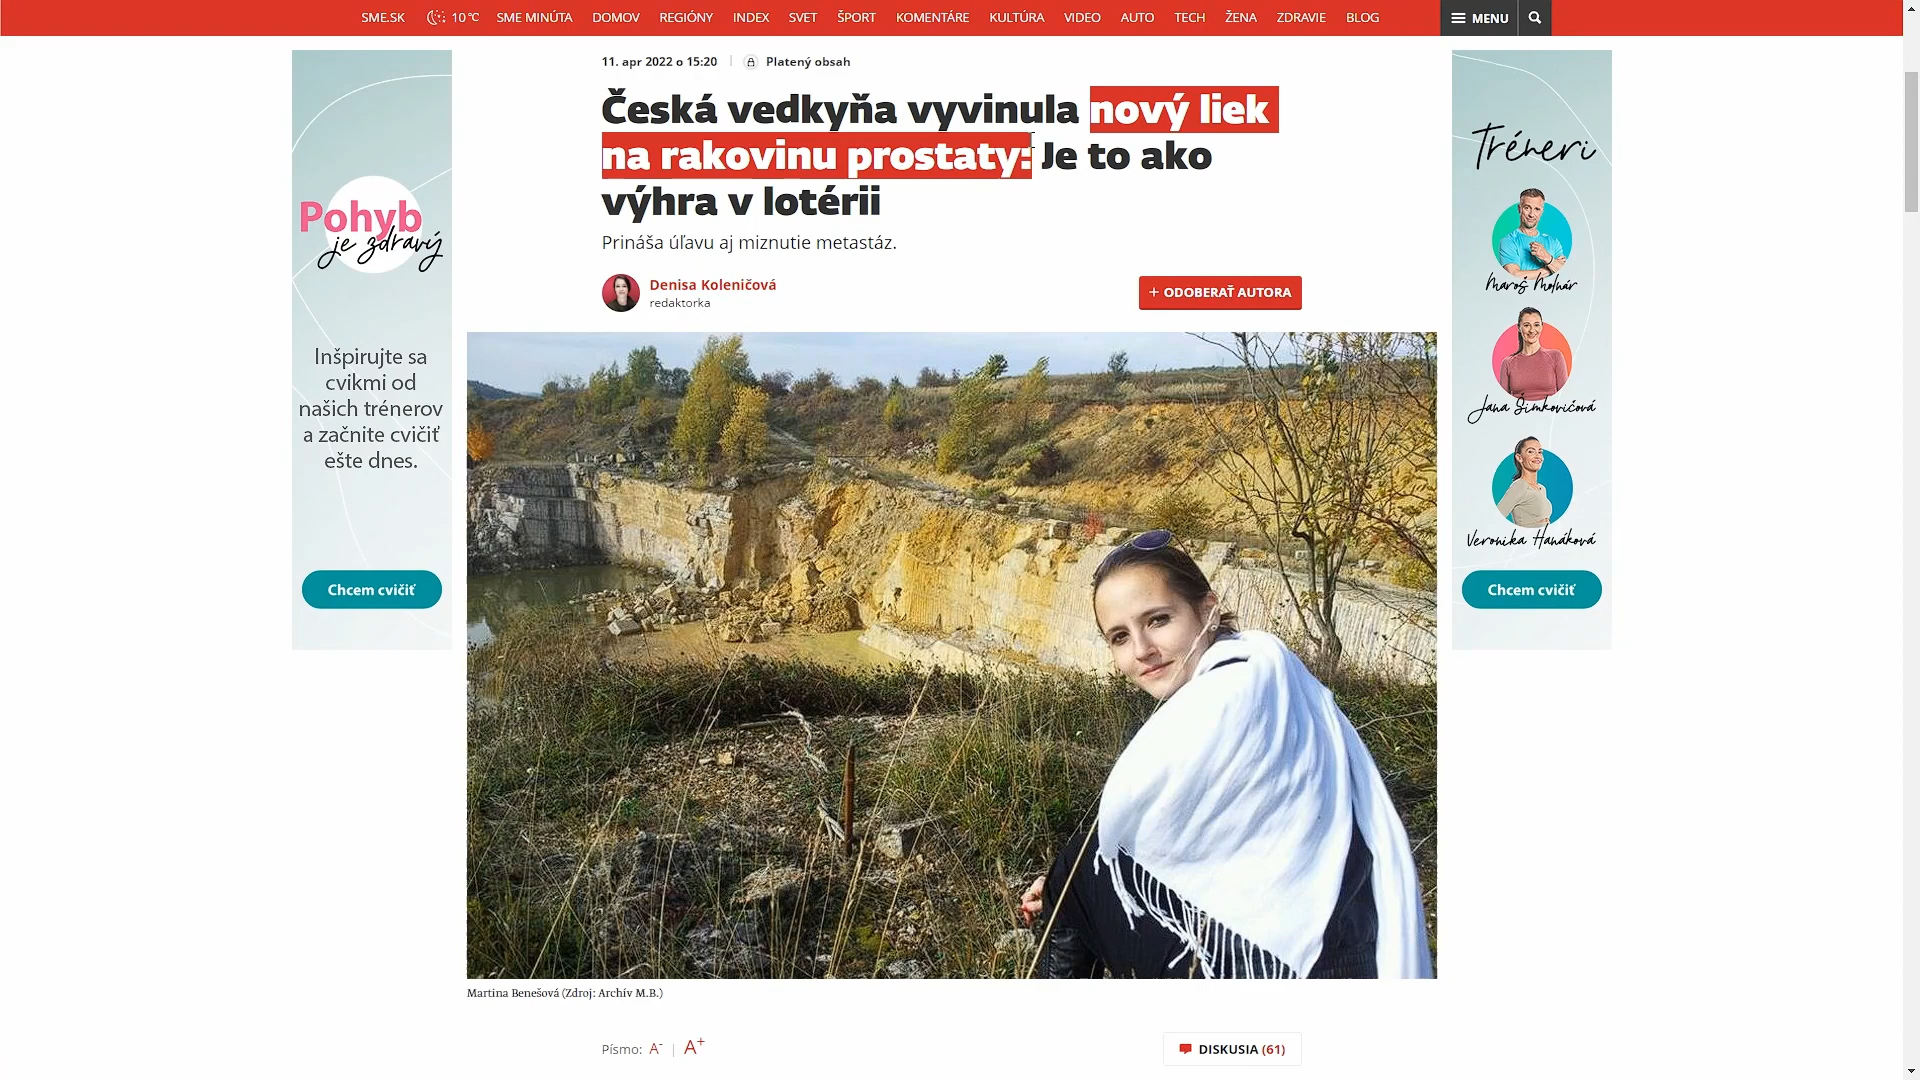 SME.SK 10 °C SME MINÚTA DOMOV REGIÓNY INDEX SVET ŠPORT KOMENTÁRE KULTÚRA VIDEO AUTO TECH ŽENA ZDRAVIE BLOG MENU
11. apr 2022 o 15:20 | Platený obsah
Česká vedkyňa vyvinula nový liek
na rakovinu prostaty: Je to ako
výhra v lotérii
Prináša úľavu aj miznutie metastáz.
Denisa Koleničová
redaktorka
+ ODOBERAŤ AUTORA
Pohyb
je zdravý
Inšpirujte sa
cvikmi od
našich trénerov
a začnite cvičiť
ešte dnes.
Chcem cvičiť
Tréneri
Maroš Molnár
Jana Šimkovičová
Veronika Hanáková
Chcem cvičiť
Martina Benešová (Zdroj: Archív M.B.)
Písmo: A- | A+
DISKUSIA (61)